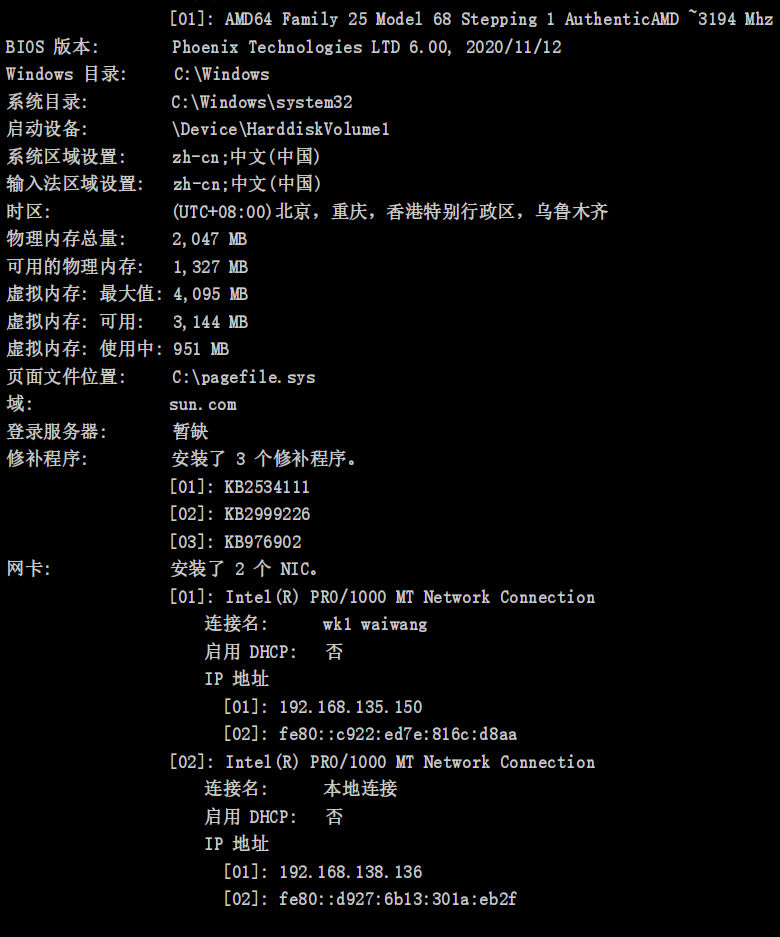 [01]: AMD64 Family 25 Model 68 Stepping 1 AuthenticAMD ~3194 Mhz
BIOS 版本: Phoenix Technologies LTD 6.00, 2020/11/12
Windows 目录: C:\Windows
系统目录: C:\Windows\system32
启动设备: \Device\HarddiskVolume1
系统区域设置: zh-cn;中文(中国)
输入法区域设置: zh-cn;中文(中国)
时区: (UTC+08:00)北京，重庆，香港特别行政区，乌鲁木齐
物理内存总量: 2,047 MB
可用的物理内存: 1,327 MB
虚拟内存: 最大值: 4,095 MB
虚拟内存: 可用: 3,144 MB
虚拟内存: 使用中: 951 MB
页面文件位置: C:\pagefile.sys
域: sun.com
登录服务器: 暂缺
修补程序: 安装了 3 个修补程序。
[01]: KB2534111
[02]: KB2999226
[03]: KB976902
网卡: 安装了 2 个 NIC。
[01]: Intel(R) PRO/1000 MT Network Connection
连接名: wk1 waiwang
启用 DHCP: 否
IP 地址
[01]: 192.168.135.150
[02]: fe80::c922:ed7e:816c:d8aa
[02]: Intel(R) PRO/1000 MT Network Connection
连接名: 本地连接
启用 DHCP: 否
IP 地址
[01]: 192.168.138.136
[02]: fe80::d927:6b13:301a:eb2f